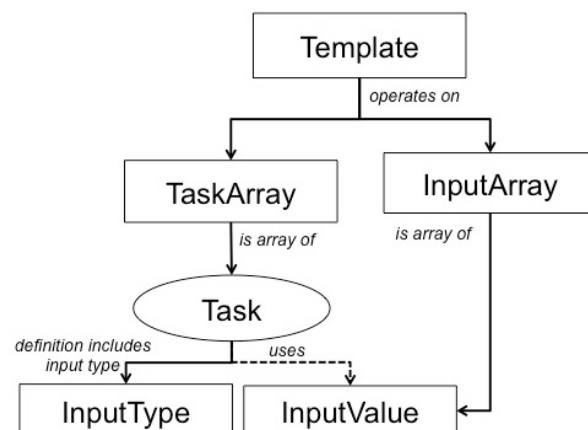 Template
operates on
TaskArray
InputArray
is array of
is array of
Task
definition includes
input type
uses
InputType
InputValue